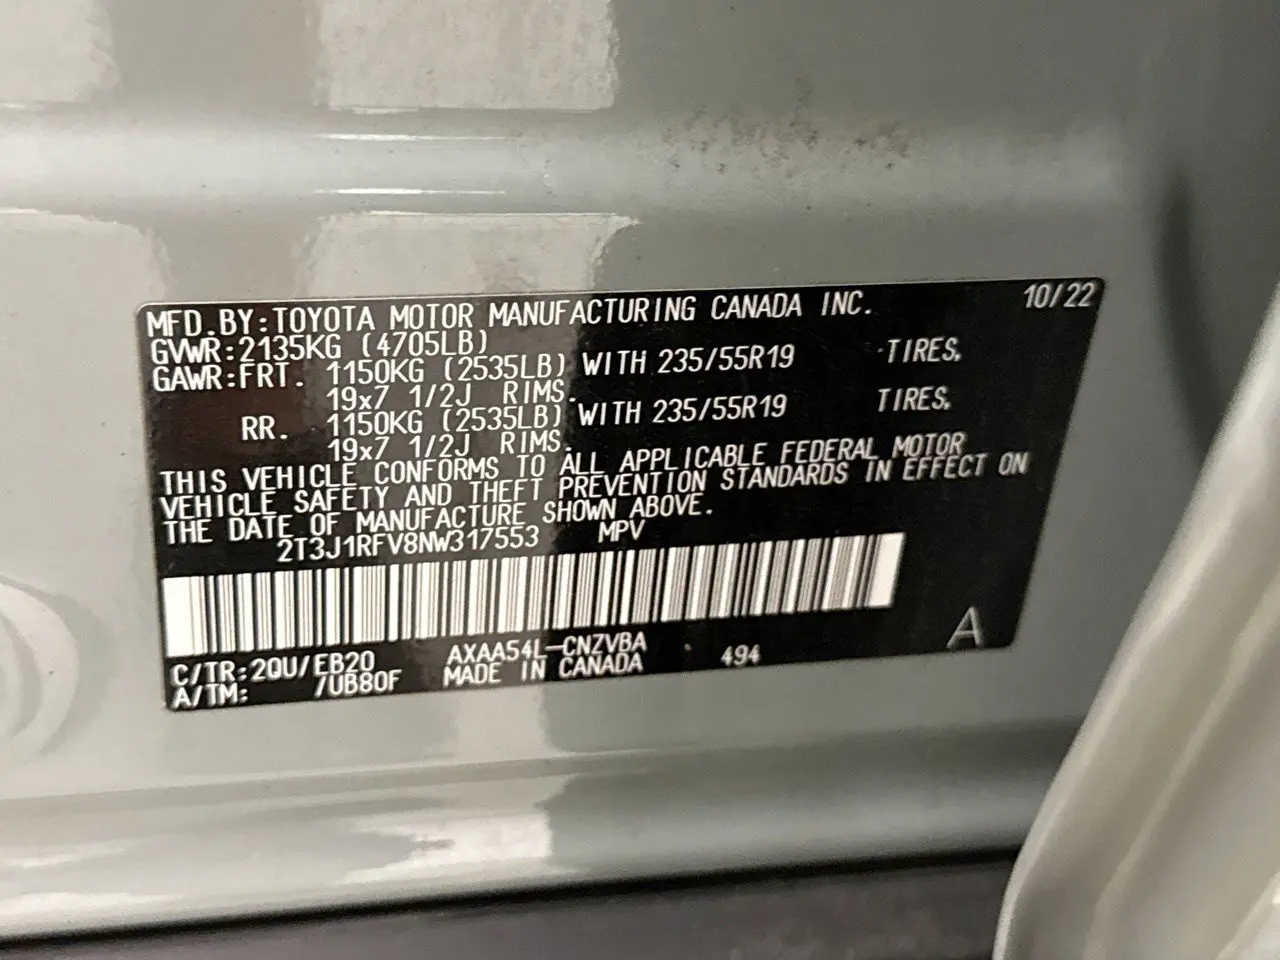 MFD.BY:TOYOTA MOTOR MANUFACTURING CANADA INC. 10/22
GVWR:2135KG (4705LB)
GAWR:FRT. 1150KG (2535LB) WITH 235/55R19 TIRES,
19x7 1/2J RIMS.
RR. 1150KG (2535LB) WITH 235/55R19 TIRES,
19x7 1/2J RIMS.
THIS VEHICLE CONFORMS TO ALL APPLICABLE FEDERAL MOTOR
VEHICLE SAFETY AND THEFT PREVENTION STANDARDS IN EFFECT ON
THE DATE OF MANUFACTURE SHOWN ABOVE.
2T3J1RFV8NW317553 MPV
C/TR:2QU/EB20 AXAA54L-CNZVBA 494 A
A/TM: /UB80F MADE IN CANADA